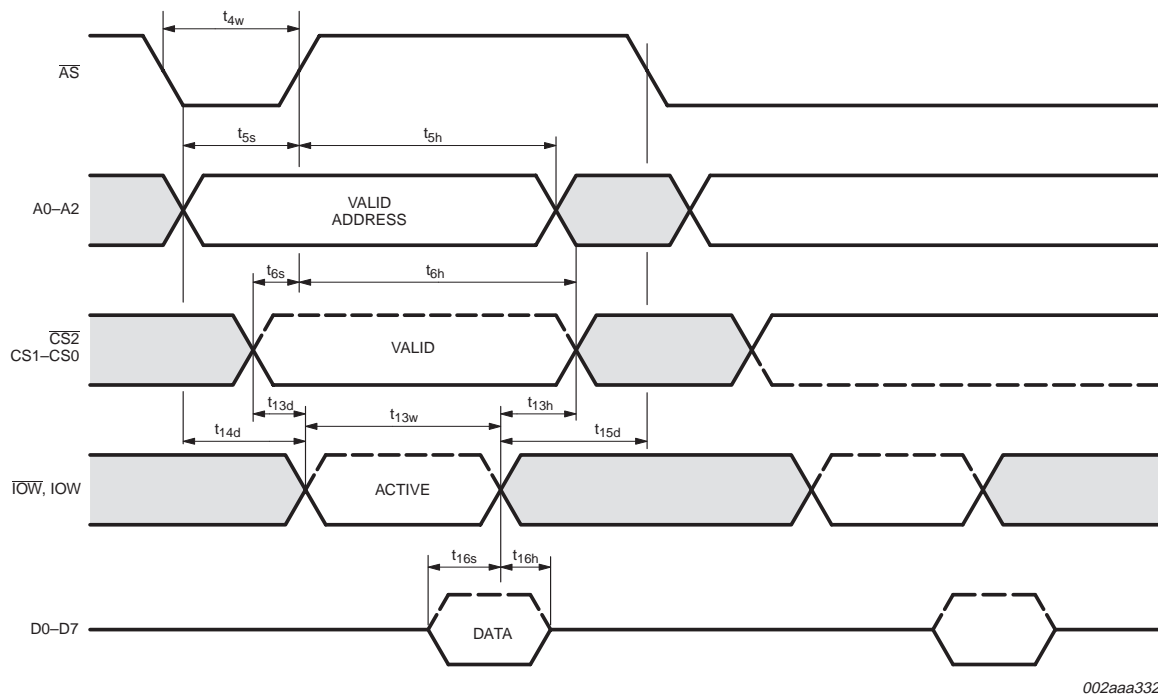 t4w
AS
t5s
t5h
A0–A2
VALID
ADDRESS
t6s
t6h
CS2
CS1–CS0
VALID
t13d
t13w
t13h
t14d
t15d
IOW, IOW
ACTIVE
t16s
t16h
D0–D7
DATA
002aaa332